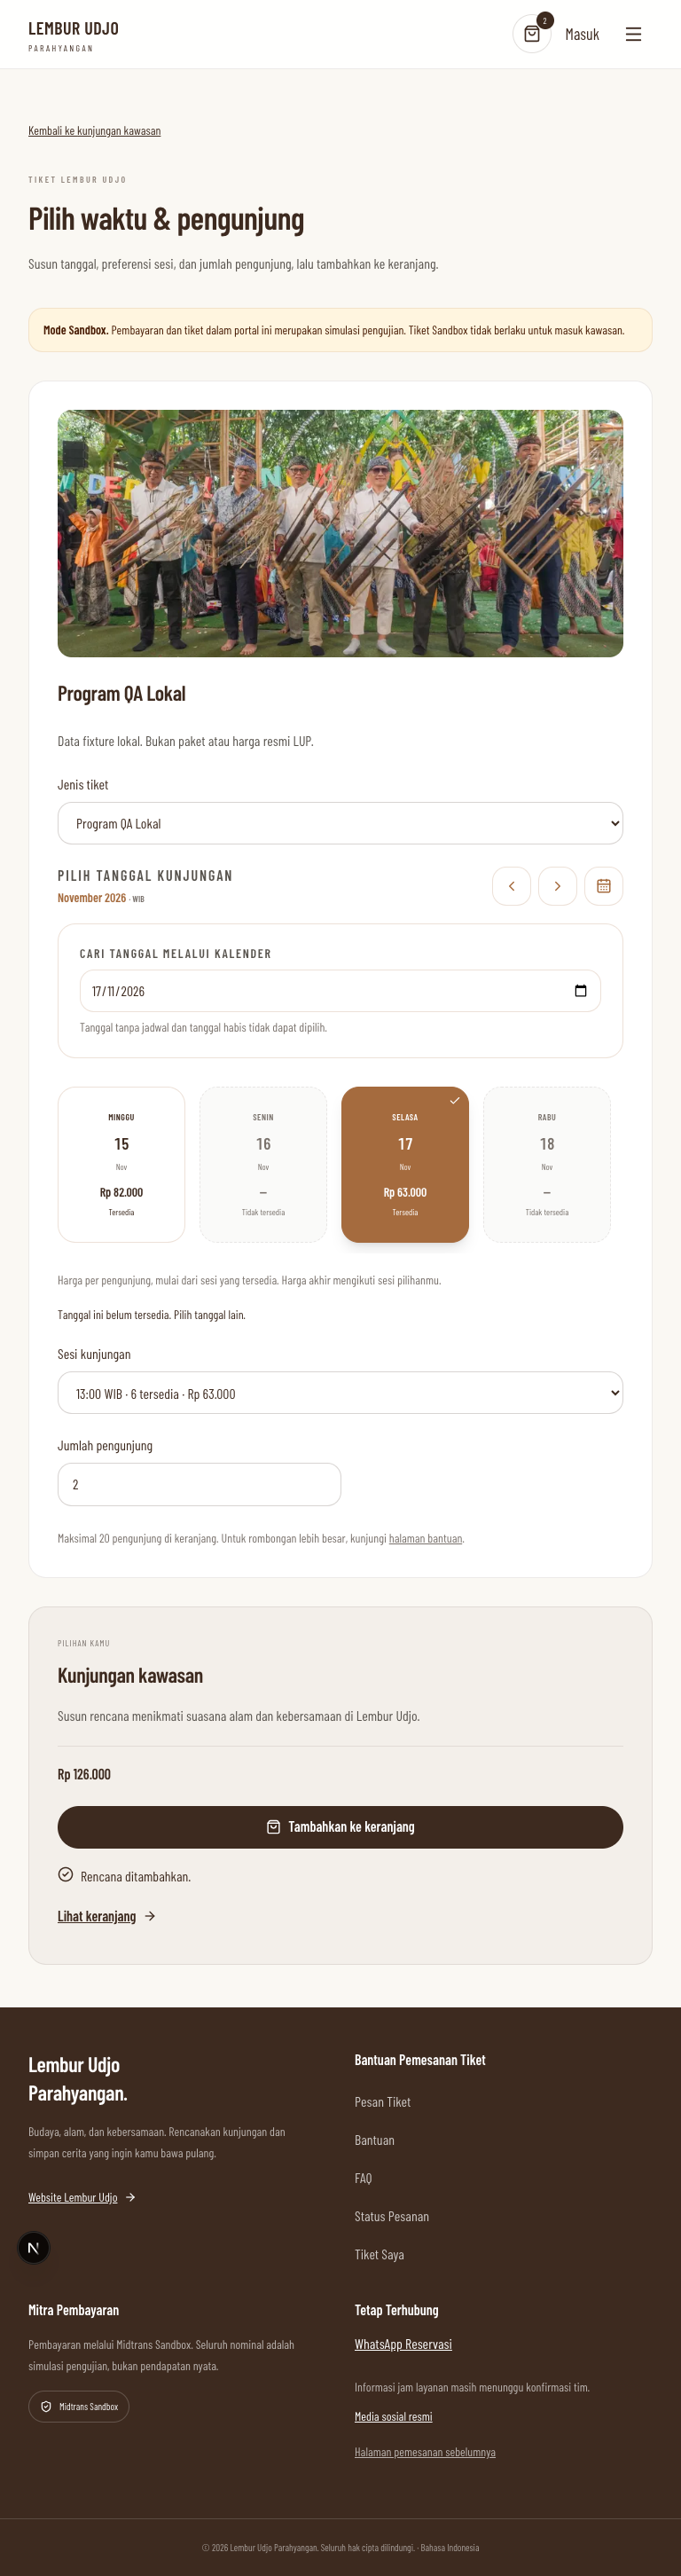 LEMBUR UDJO
PARAHYANGAN
2
Masuk
Kembali ke kunjungan kawasan
TIKET LEMBUR UDJO
Pilih waktu & pengunjung
Susun tanggal, preferensi sesi, dan jumlah pengunjung, lalu tambahkan ke keranjang.
Mode Sandbox. Pembayaran dan tiket dalam portal ini merupakan simulasi pengujian. Tiket Sandbox tidak berlaku untuk masuk kawasan.
Program QA Lokal
Data fixture lokal. Bukan paket atau harga resmi LUP.
Jenis tiket
Program QA Lokal
PILIH TANGGAL KUNJUNGAN
November 2026 · WIB
CARI TANGGAL MELALUI KALENDER
17/11/2026
Tanggal tanpa jadwal dan tanggal habis tidak dapat dipilih.
MINGGU
15
Nov
Rp 82.000
Tersedia
SENIN
16
Nov
—
Tidak tersedia
SELASA
17
Nov
Rp 63.000
Tersedia
RABU
18
Nov
—
Tidak tersedia
Harga per pengunjung, mulai dari sesi yang tersedia. Harga akhir mengikuti sesi pilihanmu.
Tanggal ini belum tersedia. Pilih tanggal lain.
Sesi kunjungan
13:00 WIB · 6 tersedia · Rp 63.000
Jumlah pengunjung
2
Maksimal 20 pengunjung di keranjang. Untuk rombongan lebih besar, kunjungi halaman bantuan.
PILIHAN KAMU
Kunjungan kawasan
Susun rencana menikmati suasana alam dan kebersamaan di Lembur Udjo.
Rp 126.000
Tambahkan ke keranjang
Rencana ditambahkan.
Lihat keranjang
Lembur Udjo
Parahyangan.
Budaya, alam, dan kebersamaan. Rencanakan kunjungan dan
simpan cerita yang ingin kamu bawa pulang.
Website Lembur Udjo
N
Bantuan Pemesanan Tiket
Pesan Tiket
Bantuan
FAQ
Status Pesanan
Tiket Saya
Mitra Pembayaran
Pembayaran melalui Midtrans Sandbox. Seluruh nominal adalah
simulasi pengujian, bukan pendapatan nyata.
Midtrans Sandbox
Tetap Terhubung
WhatsApp Reservasi
Informasi jam layanan masih menunggu konfirmasi tim.
Media sosial resmi
Halaman pemesanan sebelumnya
© 2026 Lembur Udjo Parahyangan. Seluruh hak cipta dilindungi. · Bahasa Indonesia